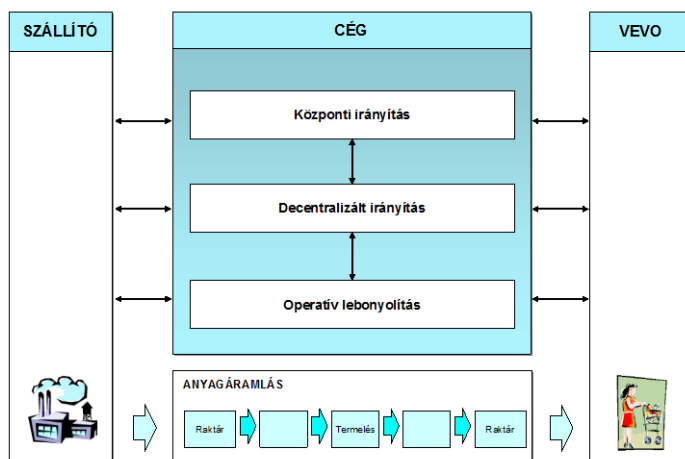 SZÁLLÍTÓ
CÉG
VEVO
Központi irányítás
Decentralizált irányítás
Operatív lebonyolítás
ANYAGÁRAMLÁS
Raktár
Termelés
Raktár